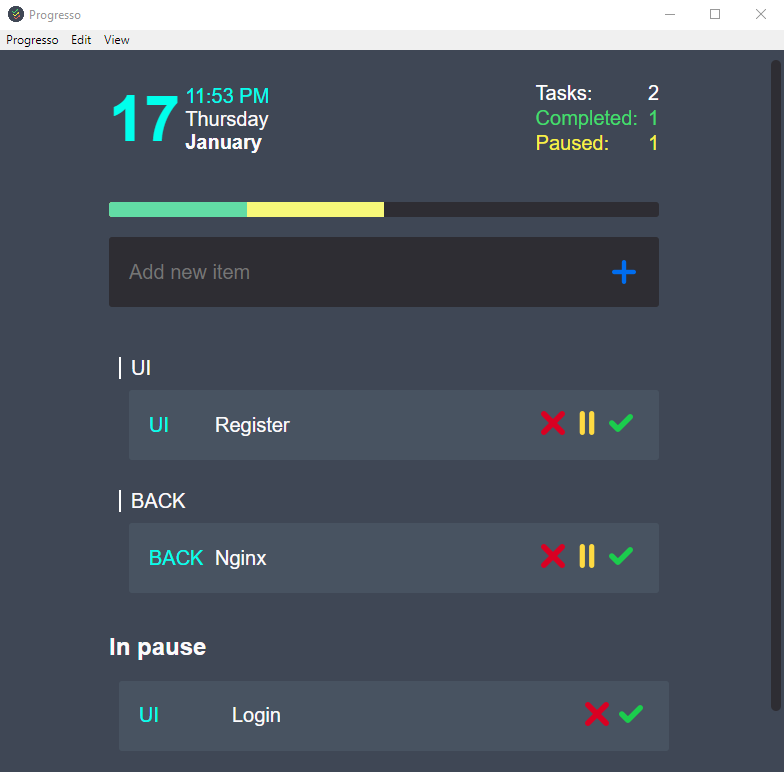 Progresso
Progresso Edit View
17
11:53 PM
Thursday
January
Tasks: 2
Completed: 1
Paused: 1
Add new item
UI
UI Register
BACK
BACK Nginx
In pause
UI Login